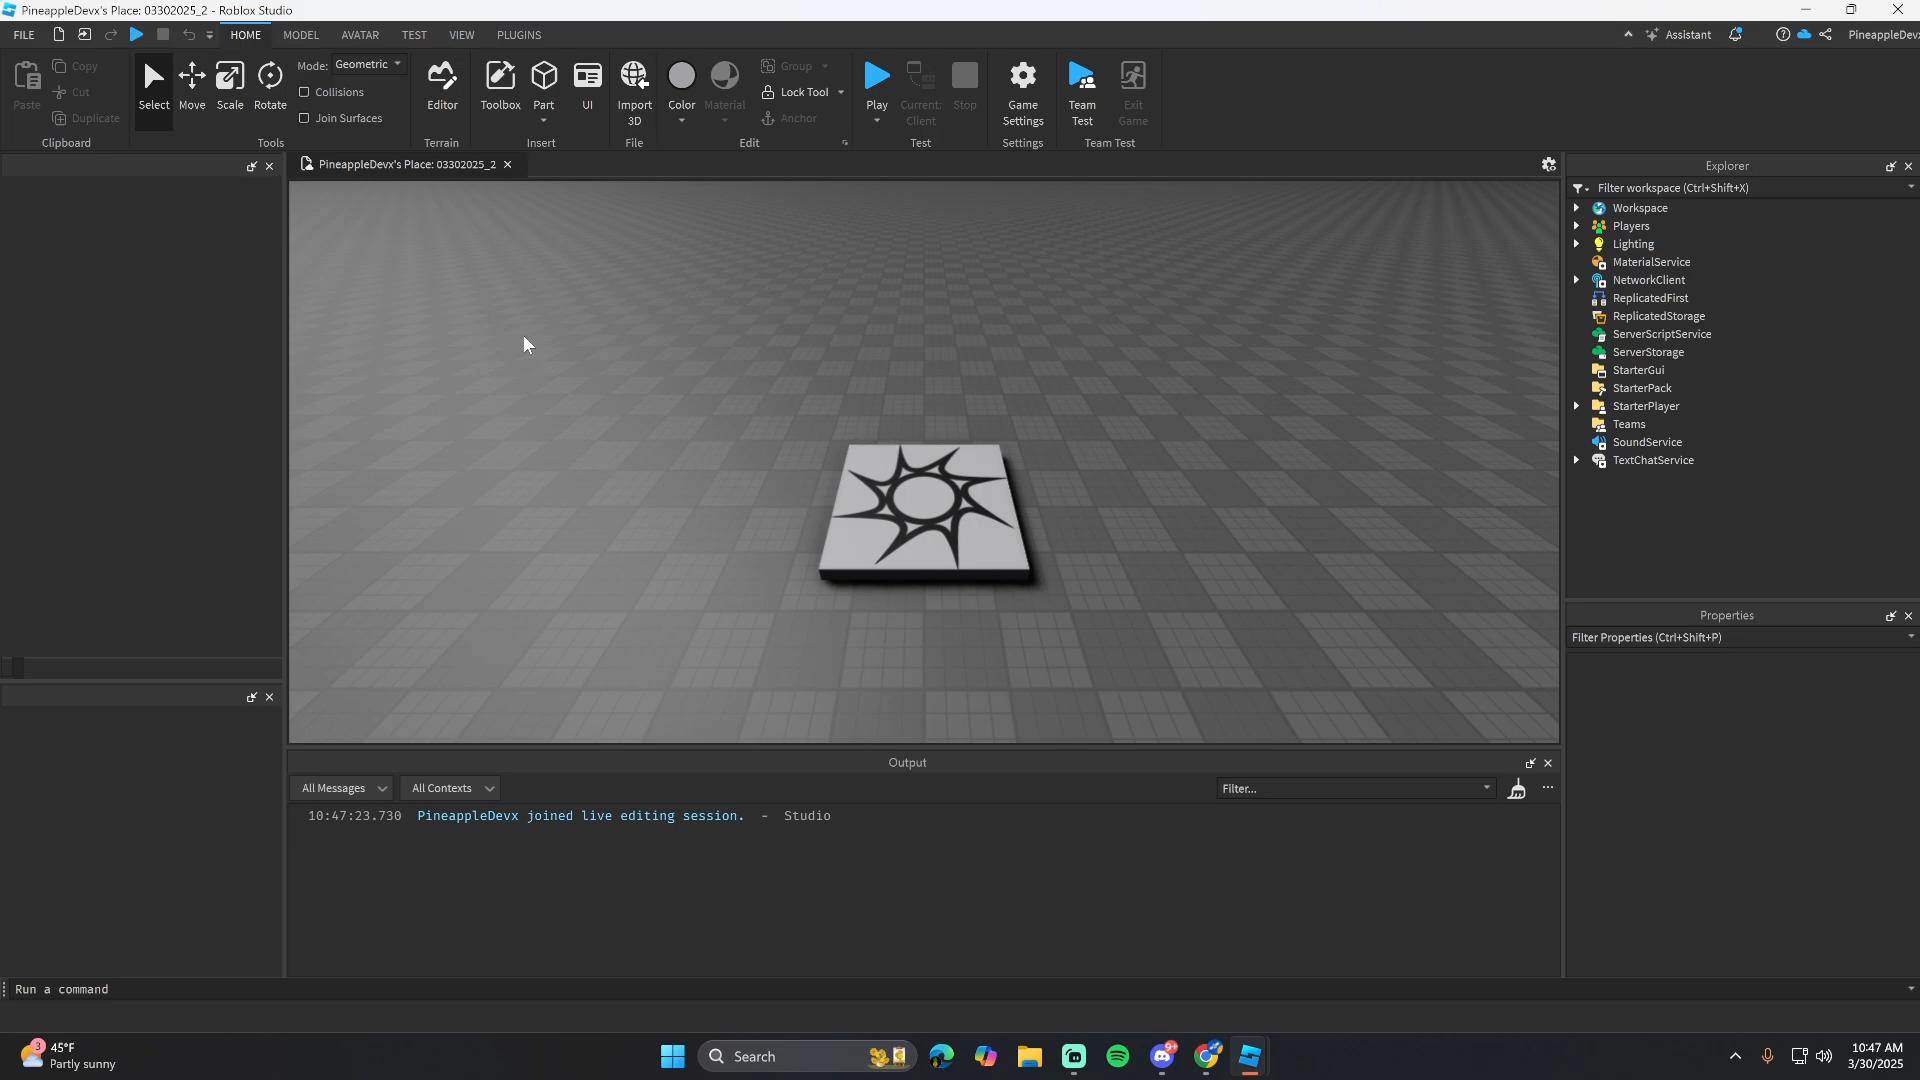 PineappleDevx's Place: 03302025_2 - Roblox Studio
FILE HOME MODEL AVATAR TEST VIEW PLUGINS Assistant PineappleDevx
Paste Copy Cut Duplicate
Clipboard
Select Move Scale Rotate Mode: Geometric
Collisions
Join Surfaces
Tools
Editor
Terrain
Toolbox Part UI
Insert
Import
3D
File
Color Material Group
Lock Tool
Anchor
Edit
Play Current: Stop
Client
Test
Game
Settings
Settings
Team Exit
Test Game
Team Test
PineappleDevx's Place: 03302025_2
Explorer
Filter workspace (Ctrl+Shift+X)
Workspace
Players
Lighting
MaterialService
NetworkClient
ReplicatedFirst
ReplicatedStorage
ServerScriptService
ServerStorage
StarterGui
StarterPack
StarterPlayer
Teams
SoundService
TextChatService
Properties
Filter Properties (Ctrl+Shift+P)
Output
All Messages All Contexts Filter...
10:47:23.730 PineappleDevx joined live editing session. - Studio
Run a command
3
45°F
Partly sunny
Search
9+
10:47 AM
3/30/2025